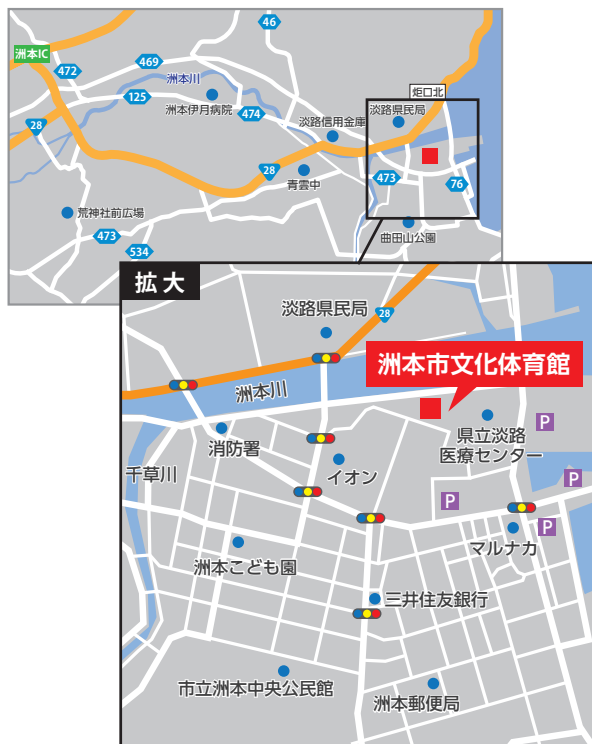 46
洲本IC
472
469
洲本川
炬口北
125
洲本伊月病院
474
淡路信用金庫
淡路県民局
28
28
青雲中
473
76
荒神社前広場
473
曲田山公園
534
拡大
淡路県民局
28
洲本市文化体育館
洲本川
消防署
県立淡路
医療センター
P
千草川
イオン
P
P
P
マルナカ
洲本こども園
三井住友銀行
市立洲本中央公民館
洲本郵便局